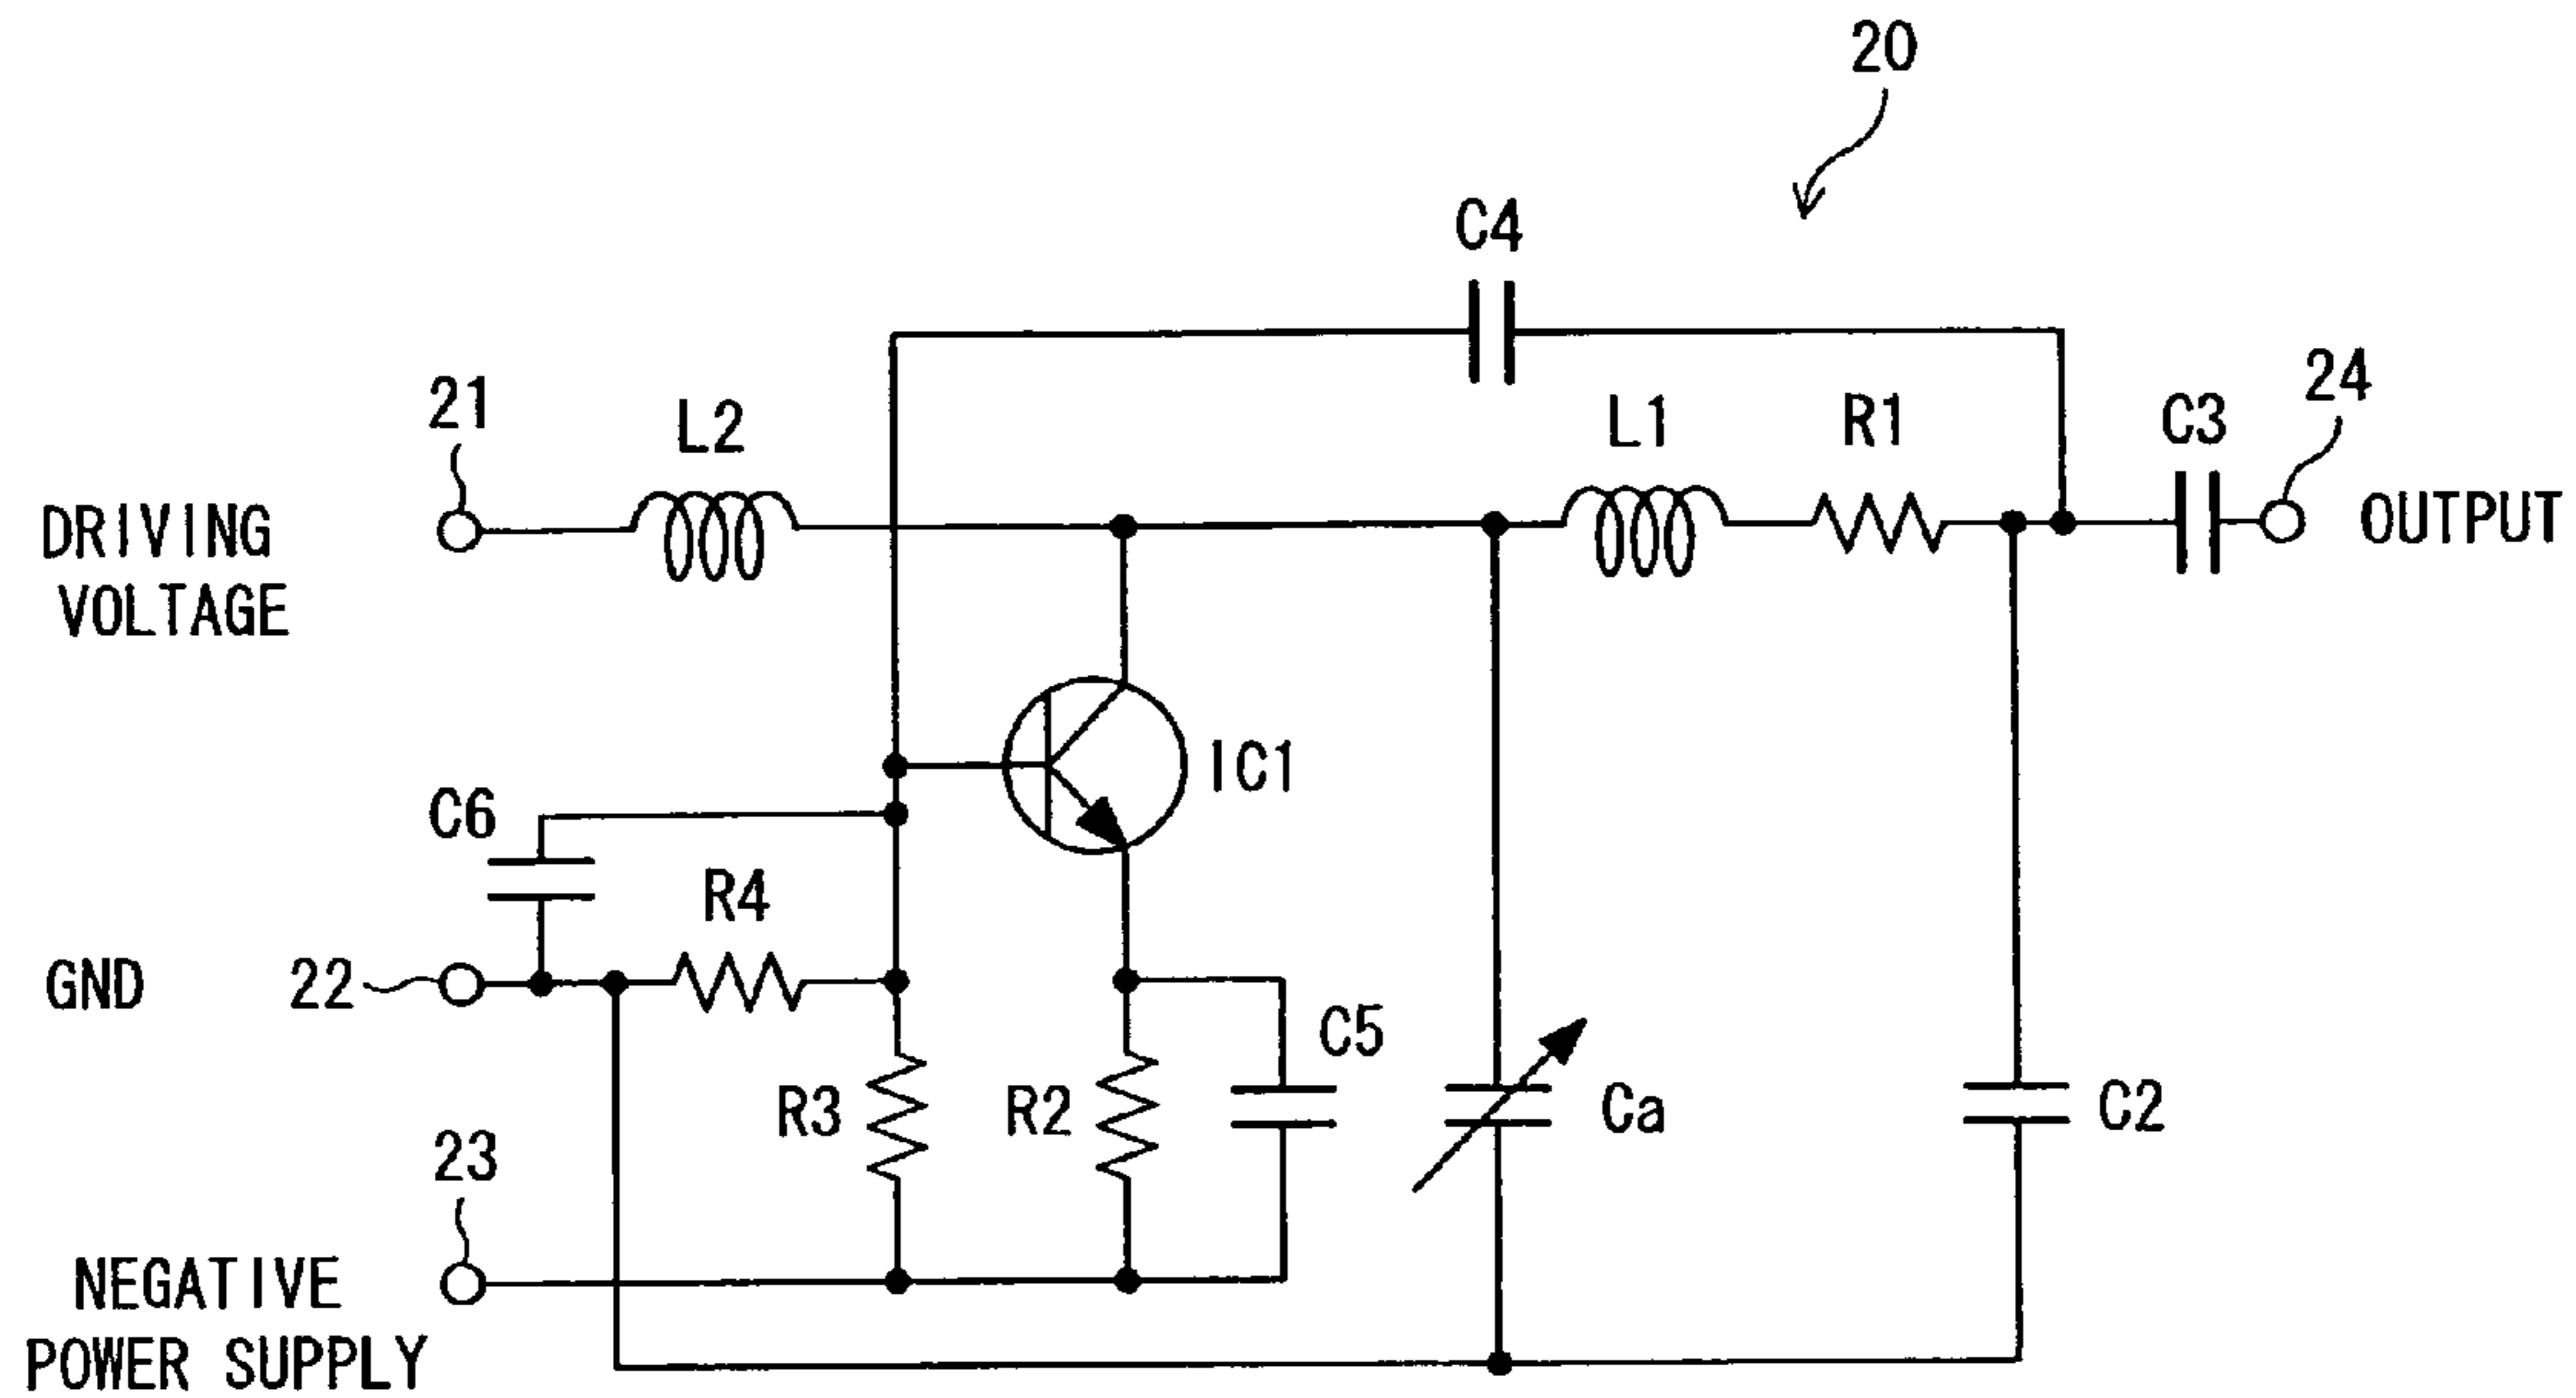 20
C4
21
L2
L1
R1
C3
24
DRIVING
VOLTAGE
OUTPUT
IC1
C6
R4
GND
22
C5
R3
R2
Ca
C2
23
NEGATIVE
POWER SUPPLY